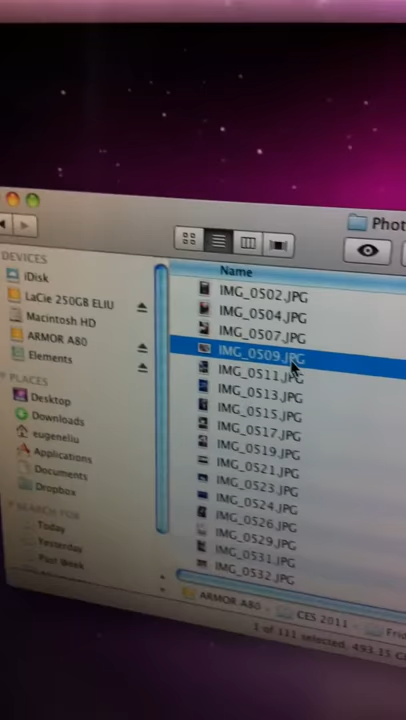 Phot
DEVICES
iDisk
LaCie 250GB ELIU
Macintosh HD
ARMOR A80
Elements
PLACES
Desktop
Downloads
eugeneliu
Applications
Documents
Dropbox
SEARCH FOR
Today
Yesterday
Past Week
Name
IMG_0502.JPG
IMG_0504.JPG
IMG_0507.JPG
IMG_0509.JPG
IMG_0511.JPG
IMG_0513.JPG
IMG_0515.JPG
IMG_0517.JPG
IMG_0519.JPG
IMG_0521.JPG
IMG_0523.JPG
IMG_0524.JPG
IMG_0526.JPG
IMG_0529.JPG
IMG_0531.JPG
IMG_0532.JPG
ARMOR A80 CES 2011 Frid
1 of 111 selected, 493.15 G